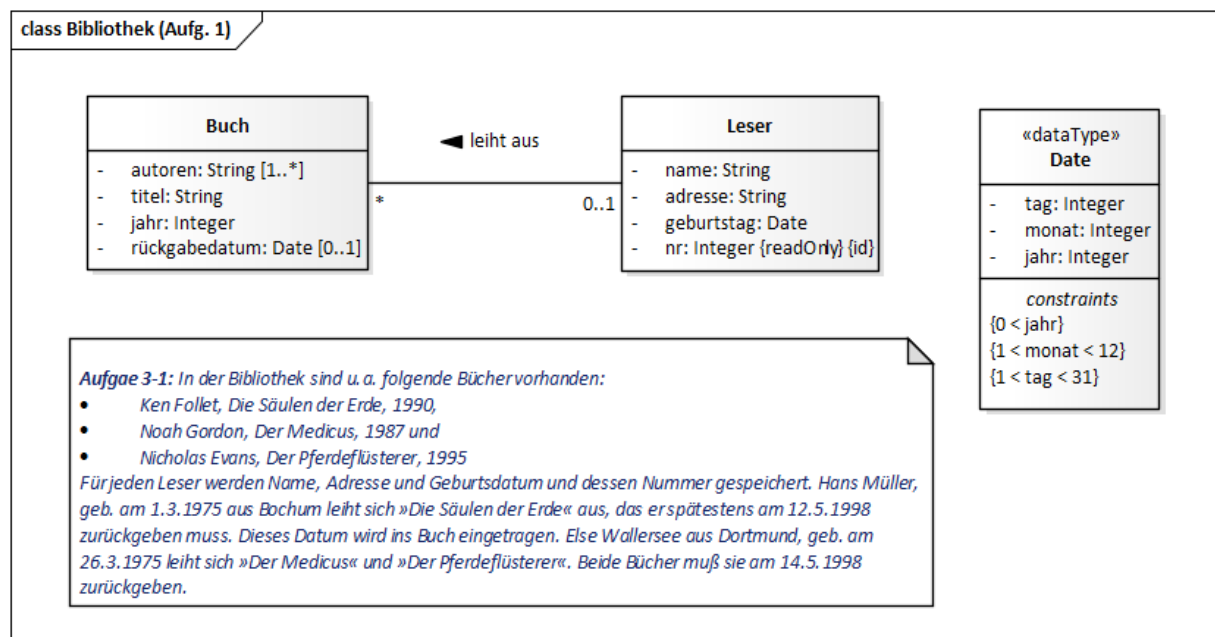 class Bibliothek (Aufg. 1)
Buch
- autoren: String [1..*]
- titel: String
- jahr: Integer
- rückgabedatum: Date [0..1]
◄ leiht aus
*
0..1
Leser
- name: String
- adresse: String
- geburtstag: Date
- nr: Integer {readOnly} {id}
«dataType»
Date
- tag: Integer
- monat: Integer
- jahr: Integer
constraints
{0 < jahr}
{1 < monat < 12}
{1 < tag < 31}
Aufgae 3-1: In der Bibliothek sind u. a. folgende Bücher vorhanden:
• Ken Follet, Die Säulen der Erde, 1990,
• Noah Gordon, Der Medicus, 1987 und
• Nicholas Evans, Der Pferdeflüsterer, 1995
Für jeden Leser werden Name, Adresse und Geburtsdatum und dessen Nummer gespeichert. Hans Müller,
geb. am 1.3.1975 aus Bochum leiht sich »Die Säulen der Erde« aus, das er spätestens am 12.5.1998
zurückgeben muss. Dieses Datum wird ins Buch eingetragen. Else Wallersee aus Dortmund, geb. am
26.3.1975 leiht sich »Der Medicus« und »Der Pferdeflüsterer«. Beide Bücher muß sie am 14.5.1998
zurückgeben.